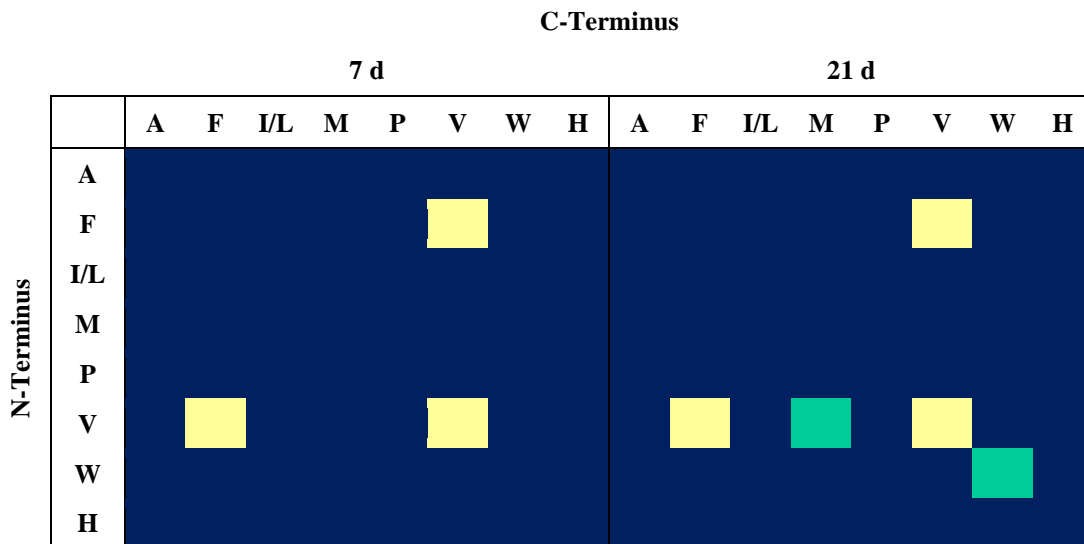 C-Terminus
7 d 21 d
A F I/L M P V W H A F I/L M P V W H
N-Terminus
A
F
I/L
M
P
V
W
H